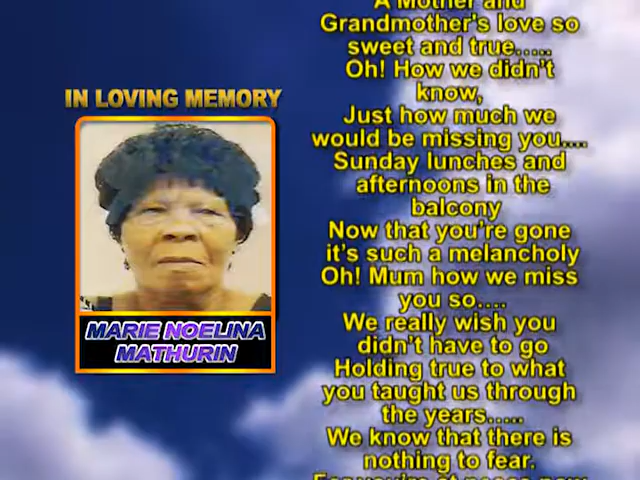 IN LOVING MEMORY
MARIE NOELINA
MATHURIN
A Mother and
Grandmother's love so
sweet and true.....
Oh! How we didn't
know,
Just how much we
would be missing you....
Sunday lunches and
afternoons in the
balcony
Now that you're gone
it's such a melancholy
Oh! Mum how we miss
you so....
We really wish you
didn't have to go
Holding true to what
you taught us through
the years.....
We know that there is
nothing to fear.